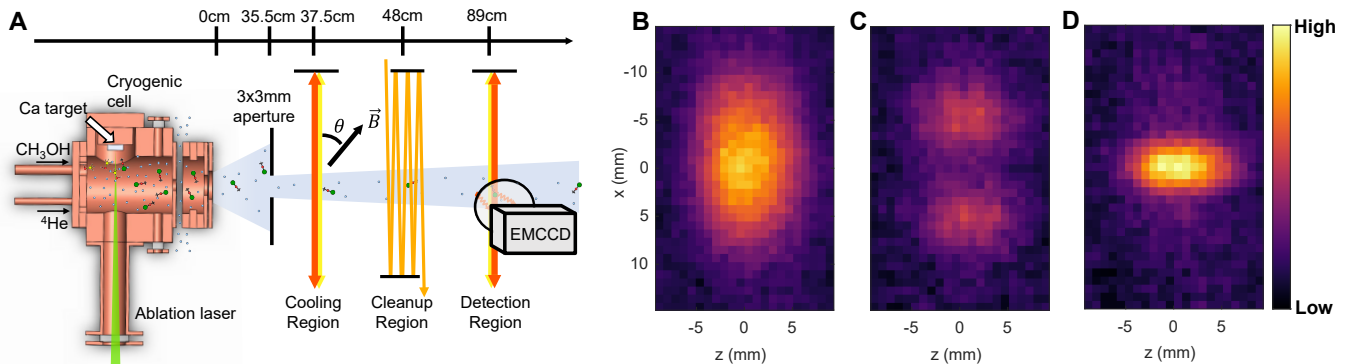 A
0cm 35.5cm 37.5cm 48cm 89cm
Cryogenic
cell
Ca target
3x3mm
aperture
CH₃OH
⁴He
θ
B⃗
EMCCD
Ablation laser
Cooling
Region
Cleanup
Region
Detection
Region
B
-10
-5
0
5
10
x (mm)
-5 0 5
z (mm)
C
-5 0 5
z (mm)
D
-5 0 5
z (mm)
High
Low